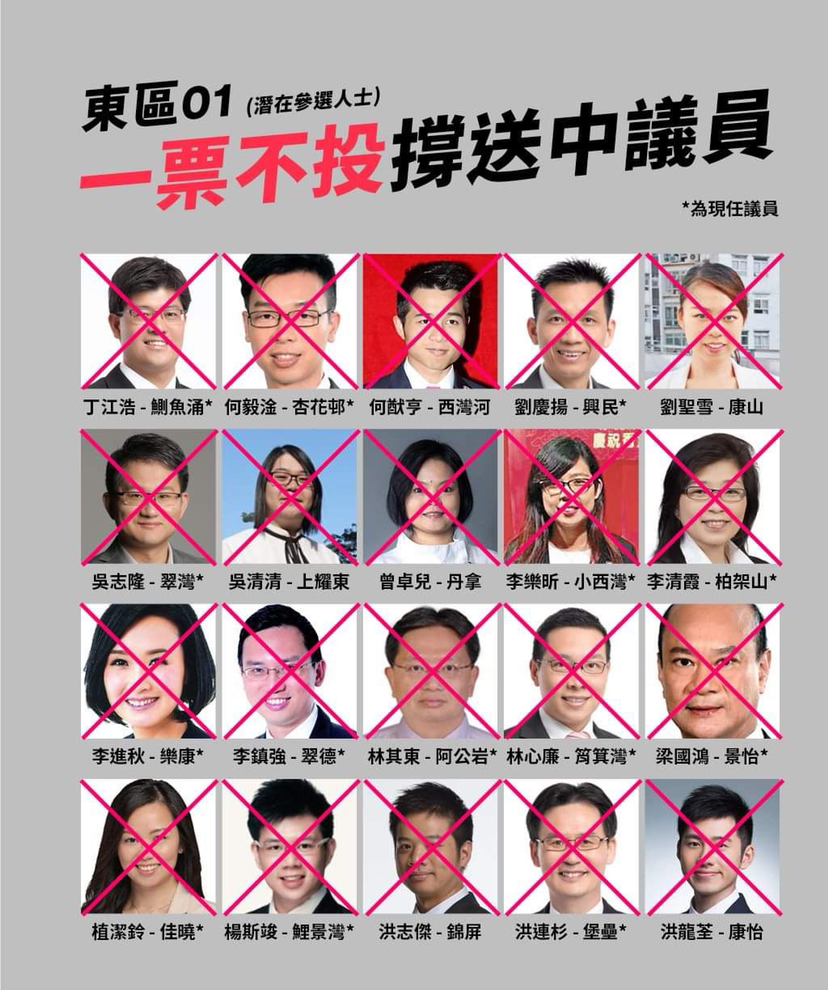 東區01 (潛在參選人士)
一票不投撐送中議員
*為現任議員
慶祝
丁江浩 - 鰂魚涌* 何毅淦 - 杏花邨* 何猷亨 - 西灣河 劉慶揚 - 興民* 劉聖雪 - 康山
吳志隆 - 翠灣* 吳清清 - 上耀東 曾卓兒 - 丹拿 李樂昕 - 小西灣* 李清霞 - 柏架山*
李進秋 - 樂康* 李鎮強 - 翠德* 林其東 - 阿公岩* 林心廉 - 筲箕灣* 梁國鴻 - 景怡*
植潔鈴 - 佳曉* 楊斯竣 - 鯉景灣* 洪志傑 - 錦屏 洪連杉 - 堡壘* 洪龍荃 - 康怡